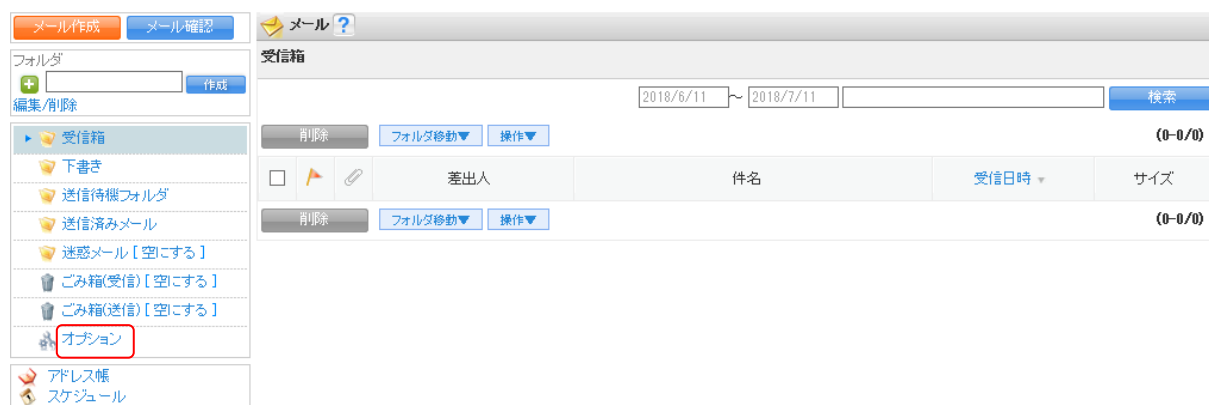 メール作成 メール確認
フォルダ
作成
編集/削除
受信箱
下書き
送信待機フォルダ
送信済みメール
迷惑メール [ 空にする ]
ごみ箱(受信) [ 空にする ]
ごみ箱(送信) [ 空にする ]
オプション
アドレス帳
スケジュール
メール ?
受信箱
2018/6/11 ～ 2018/7/11 検索
削除 フォルダ移動▼ 操作▼ (0-0/0)
差出人 件名 受信日時 ▼ サイズ
削除 フォルダ移動▼ 操作▼ (0-0/0)